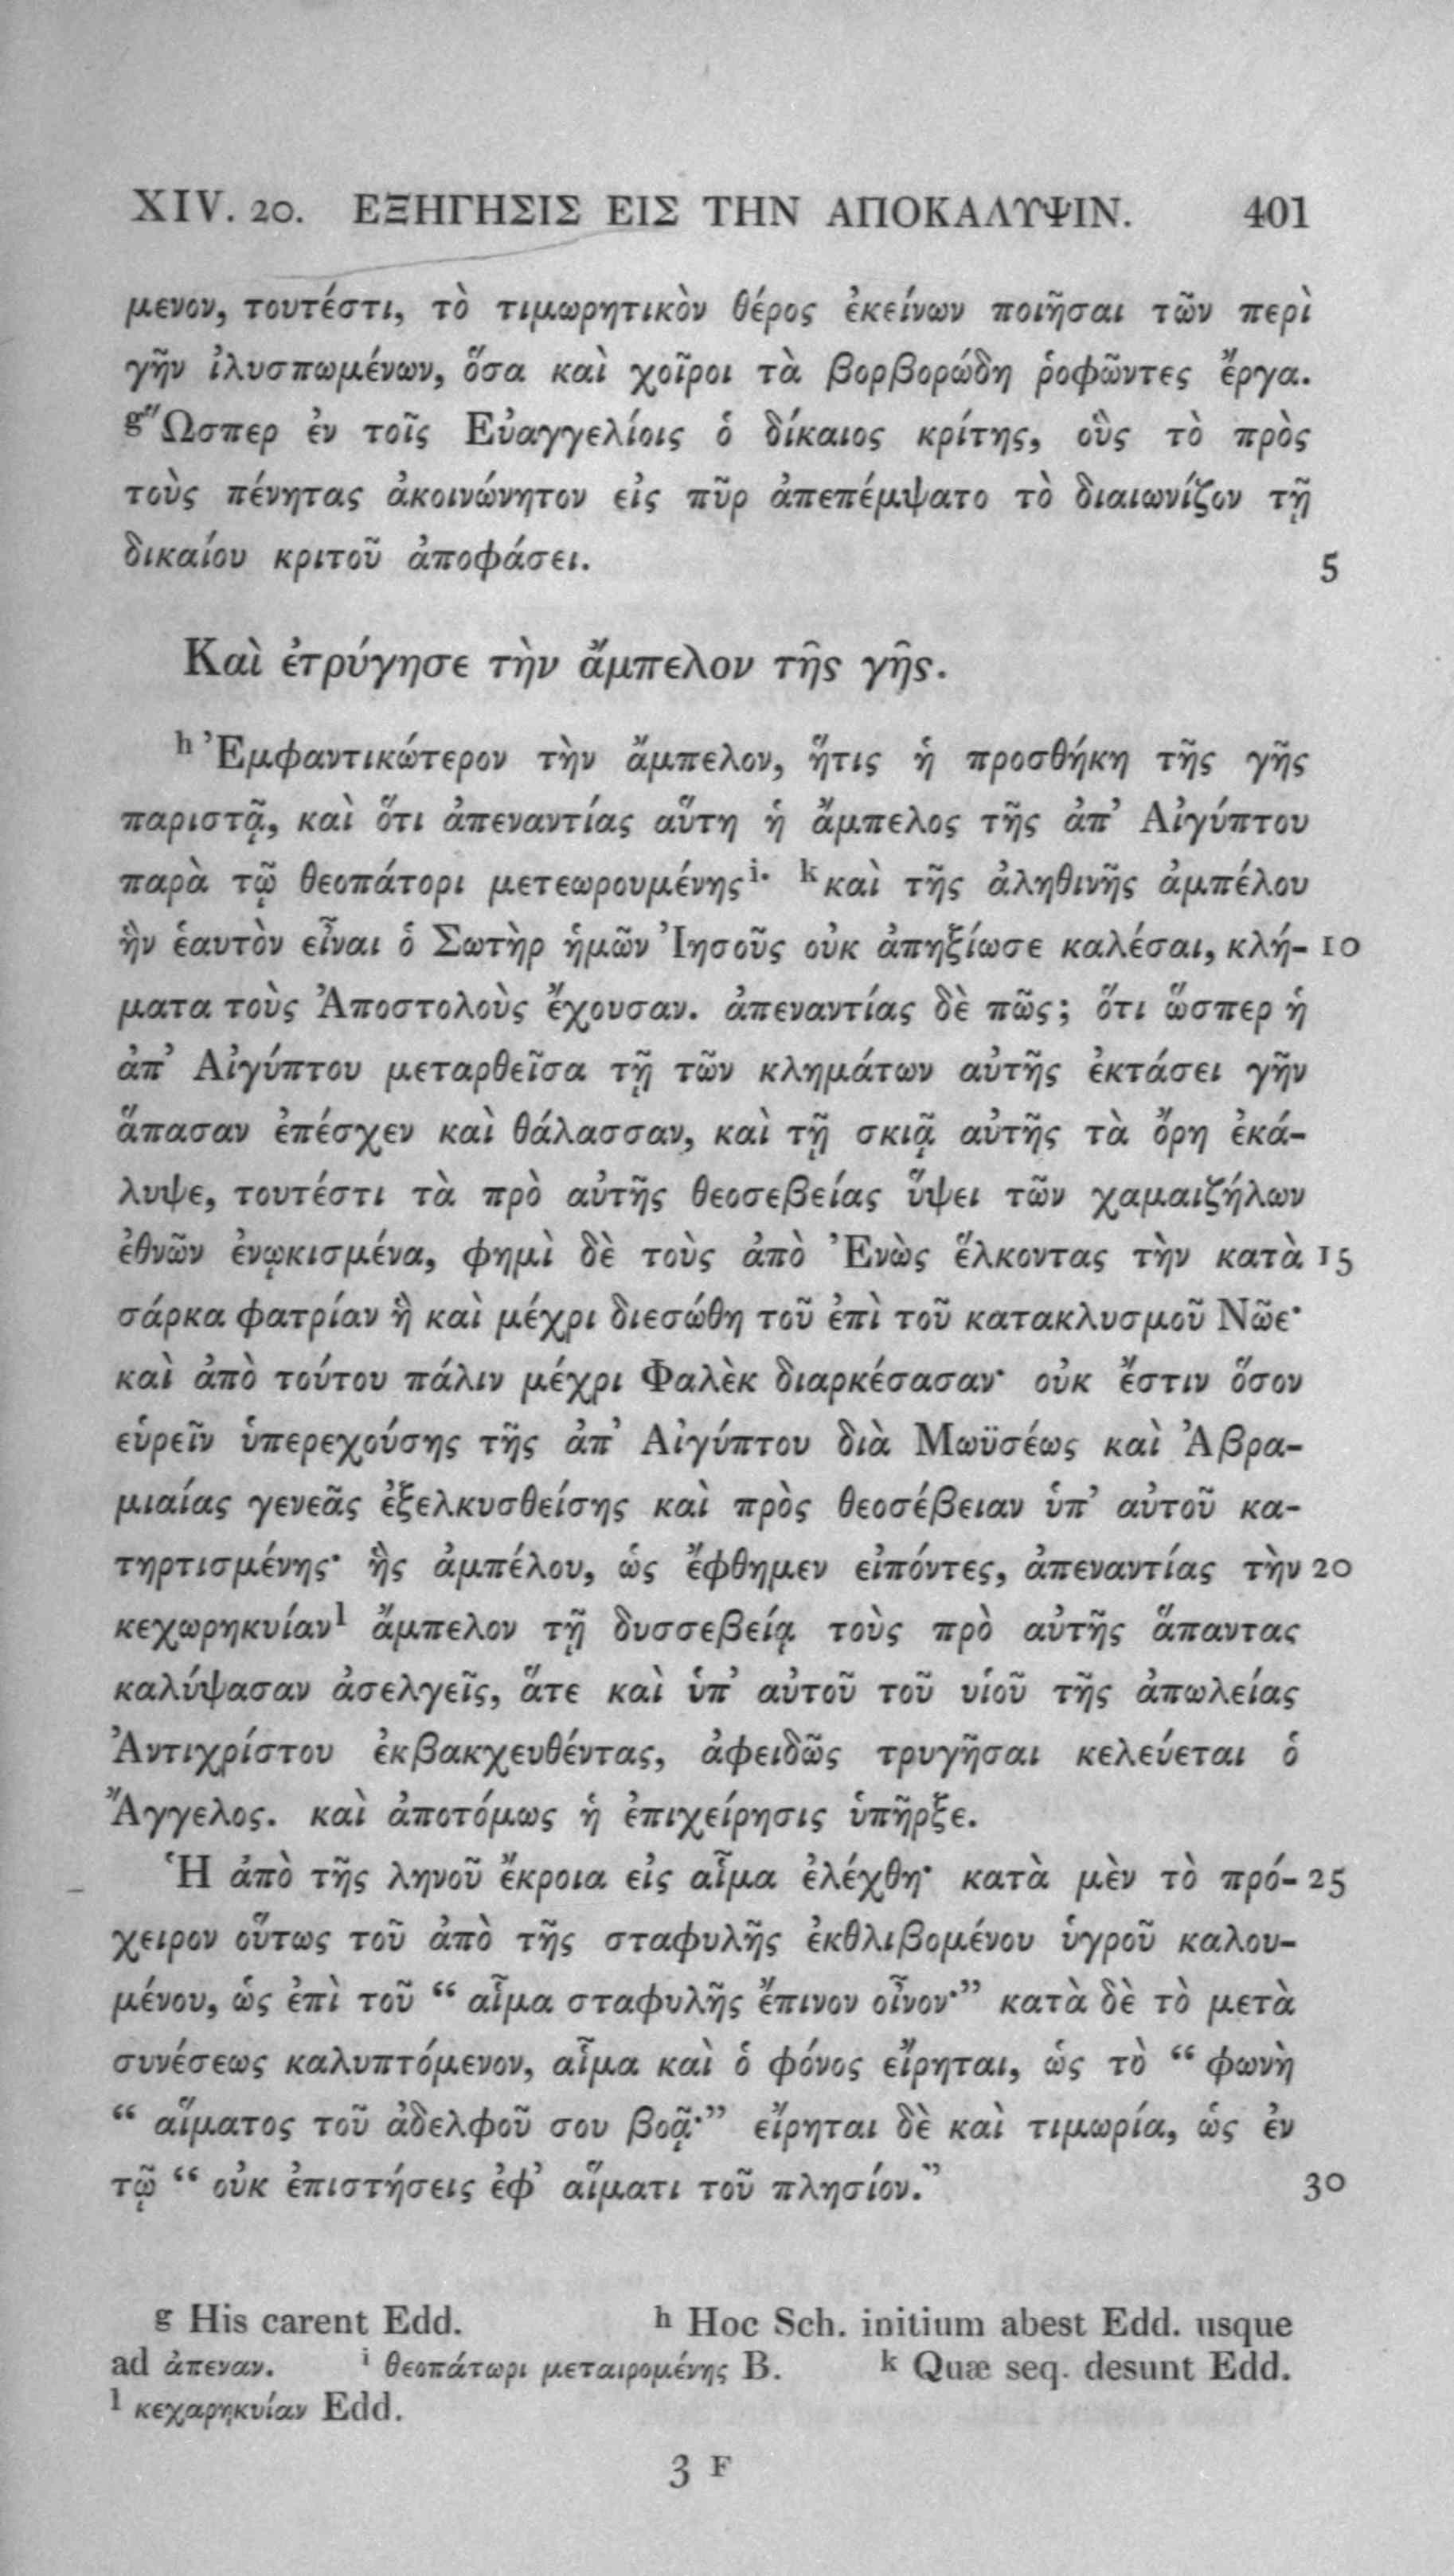 XIV. 20. ΕΞΗΓΗΣΙΣ ΕΙΣ ΤΗΝ ΑΠΟΚΑΛΥΨΙΝ. 401
μενον, τουτέστι, τὸ τιμωρητικὸν θέρος ἐκείνων ποιῆσαι τῶν περὶ
γῆν ἰλυσπωμένων, ὅσα καὶ χοῖροι τὰ βορβορώδη ῥοφῶντες ἔργα.
g Ὥσπερ ἐν τοῖς Εὐαγγελίοις ὁ δίκαιος κρίτης, οὓς τὸ πρὸς
τοὺς πένητας ἀκοινώνητον εἰς πῦρ ἀπεπέμψατο τὸ διαιωνίζον τῇ
δικαίου κριτοῦ ἀποφάσει. 5
Καὶ ἐτρύγησε τὴν ἄμπελον τῆς γῆς.
h Ἐμφαντικώτερον τὴν ἄμπελον, ἥτις ἡ προσθήκη τῆς γῆς
παριστᾷ, καὶ ὅτι ἀπεναντίας αὕτη ἡ ἄμπελος τῆς ἀπ’ Αἰγύπτου
παρὰ τῷ θεοπάτορι μετεωρουμένης i. k καὶ τῆς ἀληθινῆς ἀμπέλου
ἣν ἑαυτὸν εἶναι ὁ Σωτὴρ ἡμῶν Ἰησοῦς οὐκ ἀπηξίωσε καλέσαι, κλή- 10
ματα τοὺς Ἀποστολοὺς ἔχουσαν. ἀπεναντίας δὲ πῶς; ὅτι ὥσπερ ἡ
ἀπ’ Αἰγύπτου μεταρθεῖσα τῇ τῶν κλημάτων αὐτῆς ἐκτάσει γῆν
ἅπασαν ἐπέσχεν καὶ θάλασσαν, καὶ τῇ σκιᾷ αὐτῆς τὰ ὄρη ἐκά-
λυψε, τουτέστι τὰ πρὸ αὐτῆς θεοσεβείας ὕψει τῶν χαμαιζήλων
ἐθνῶν ἐνῳκισμένα, φημὶ δὲ τοὺς ἀπὸ Ἐνὼς ἕλκοντας τὴν κατὰ 15
σάρκα φατρίαν ἢ καὶ μέχρι διεσώθη τοῦ ἐπὶ τοῦ κατακλυσμοῦ Νῶε·
καὶ ἀπὸ τούτου πάλιν μέχρι Φαλὲκ διαρκέσασαν· οὐκ ἔστιν ὅσον
εὑρεῖν ὑπερεχούσης τῆς ἀπ’ Αἰγύπτου διὰ Μωϋσέως καὶ Ἀβρα-
μιαίας γενεᾶς ἐξελκυσθείσης καὶ πρὸς θεοσέβειαν ὑπ’ αὐτοῦ κα-
τηρτισμένης· ἧς ἀμπέλου, ὡς ἔφθημεν εἰπόντες, ἀπεναντίας τὴν 20
κεχωρηκυίαν l ἄμπελον τῇ δυσσεβείᾳ τοὺς πρὸ αὐτῆς ἅπαντας
καλύψασαν ἀσελγεῖς, ἅτε καὶ ὑπ’ αὐτοῦ τοῦ υἱοῦ τῆς ἀπωλείας
Ἀντιχρίστου ἐκβακχευθέντας, ἀφειδῶς τρυγῆσαι κελεύεται ὁ
Ἄγγελος. καὶ ἀποτόμως ἡ ἐπιχείρησις ὑπῆρξε.
Ἡ ἀπὸ τῆς ληνοῦ ἔκροια εἰς αἷμα ἐλέχθη· κατὰ μὲν τὸ πρό- 25
χειρον οὕτως τοῦ ἀπὸ τῆς σταφυλῆς ἐκθλιβομένου ὑγροῦ καλου-
μένου, ὡς ἐπὶ τοῦ “ αἷμα σταφυλῆς ἔπινον οἶνον·” κατὰ δὲ τὸ μετὰ
συνέσεως καλυπτόμενον, αἷμα καὶ ὁ φόνος εἴρηται, ὡς τὸ “ φωνὴ
“ αἵματος τοῦ ἀδελφοῦ σου βοᾷ·” εἴρηται δὲ καὶ τιμωρία, ὡς ἐν
τῷ “ οὐκ ἐπιστήσεις ἐφ’ αἵματι τοῦ πλησίον.” 30
g His carent Edd. h Hoc Sch. initium abest Edd. usque
ad ἀπεναν. i θεοπάτωρι μεταιρομένης B. k Quæ seq. desunt Edd.
l κεχαρηκυίαν Edd.
3 F